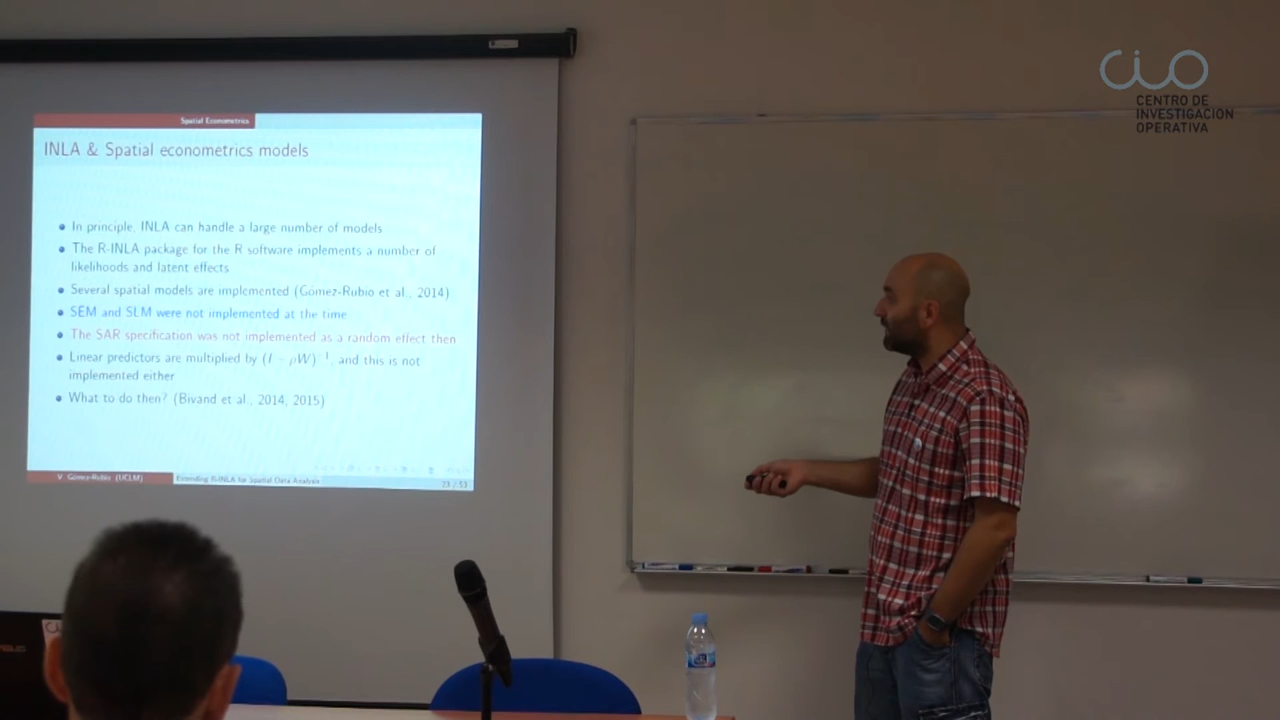 Spatial Econometrics
INLA & Spatial econometrics models
In principle, INLA can handle a large number of models
The R-INLA package for the R software implements a number of
likelihoods and latent effects
Several spatial models are implemented (Gómez-Rubio et al., 2014)
SEM and SLM were not implemented at the time
The SAR specification was not implemented as a random effect then
Linear predictors are multiplied by (I − ρW)⁻¹, and this is not
implemented either
What to do then? (Bivand et al., 2014, 2015)
V. Gómez-Rubio (UCLM)
Extending R-INLA for Spatial Data Analysis
23 / 53
CIO
CENTRO DE
INVESTIGACION
OPERATIVA